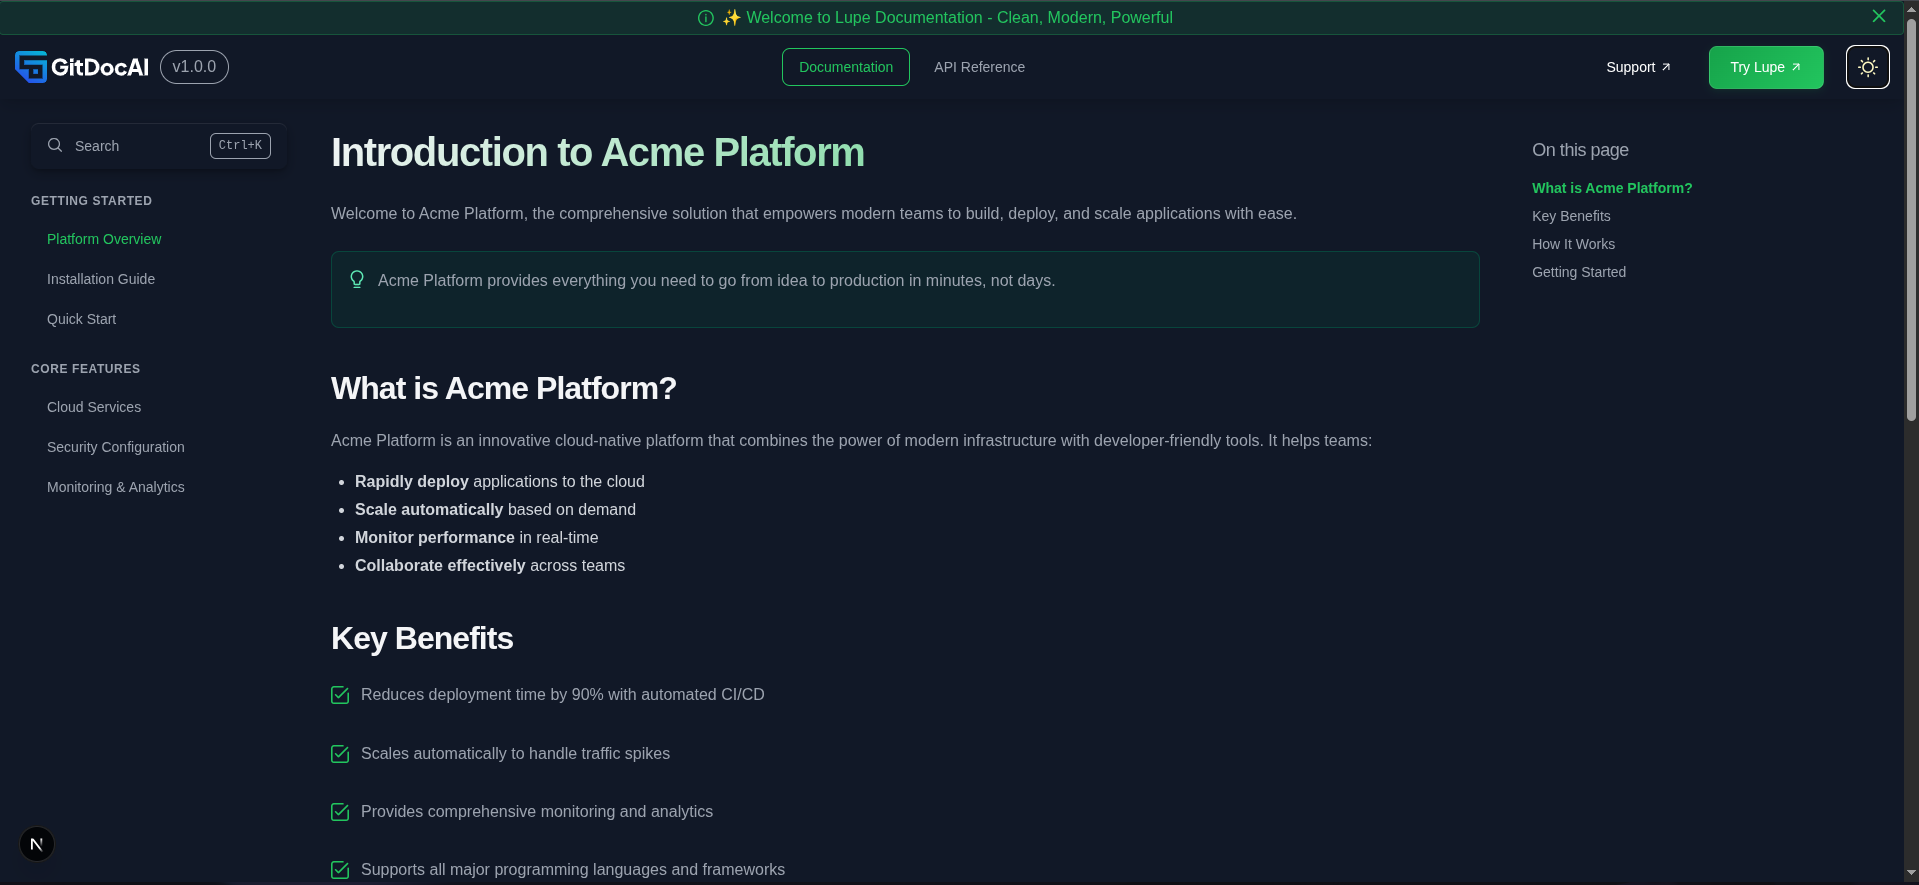 ✨ Welcome to Lupe Documentation - Clean, Modern, Powerful
GitDocAI v1.0.0
Documentation
API Reference
Support
Try Lupe
Search Ctrl+K
GETTING STARTED
Platform Overview
Installation Guide
Quick Start
CORE FEATURES
Cloud Services
Security Configuration
Monitoring & Analytics
Introduction to Acme Platform
Welcome to Acme Platform, the comprehensive solution that empowers modern teams to build, deploy, and scale applications with ease.
Acme Platform provides everything you need to go from idea to production in minutes, not days.
What is Acme Platform?
Acme Platform is an innovative cloud-native platform that combines the power of modern infrastructure with developer-friendly tools. It helps teams:
• Rapidly deploy applications to the cloud
• Scale automatically based on demand
• Monitor performance in real-time
• Collaborate effectively across teams
Key Benefits
Reduces deployment time by 90% with automated CI/CD
Scales automatically to handle traffic spikes
Provides comprehensive monitoring and analytics
Supports all major programming languages and frameworks
On this page
What is Acme Platform?
Key Benefits
How It Works
Getting Started
N